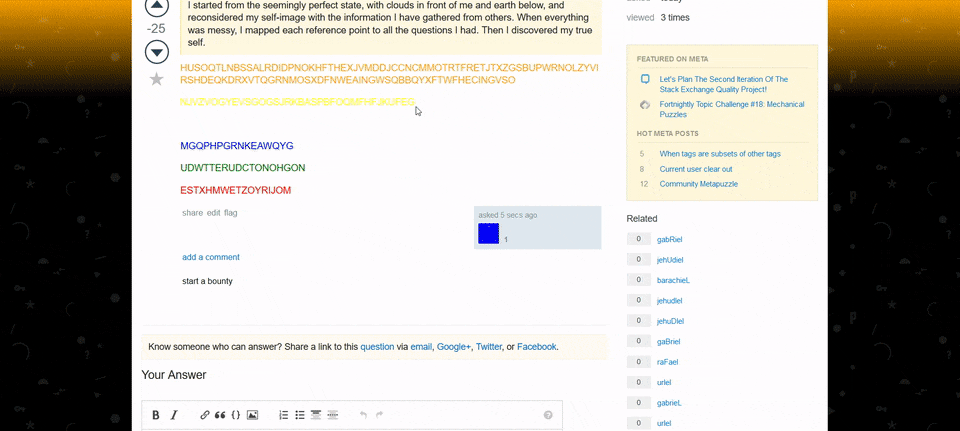 I started from the seemingly perfect state, with clouds in front of me and earth below, and
reconsidered my self-image with the information I have gathered from others. When everything
was messy, I mapped each reference point to all the questions I had. Then I discovered my true
self.
-25
HUSOQTLNBSSALRDIDPNOKHFTHEXJVMDDJCCNCMMOTRTFRETJTXZGSBUPWRNOLZYVI
RSHDEQKDRXVTQGRNMOSXDFNWEAINGWSQBBQYXFTWFHECINGVSO
MGQPHPGRNKEAWQYG
UDWTTERUDCTONOHGON
ESTXHMWETZOYRIJOM
share edit flag
asked 5 secs ago
1
add a comment
start a bounty
Know someone who can answer? Share a link to this question via email, Google+, Twitter, or Facebook.
Your Answer
B I
viewed 3 times
FEATURED ON META
Let's Plan The Second Iteration Of The
Stack Exchange Quality Project!
Fortnightly Topic Challenge #18: Mechanical
Puzzles
HOT META POSTS
5 When tags are subsets of other tags
8 Current user clear out
12 Community Metapuzzle
Related
0 gabRiel
0 jehUdiel
0 barachieL
0 jehudiel
0 jehuDIel
0 gaBriel
0 raFael
0 urIel
0 gabrieL
0 urIel